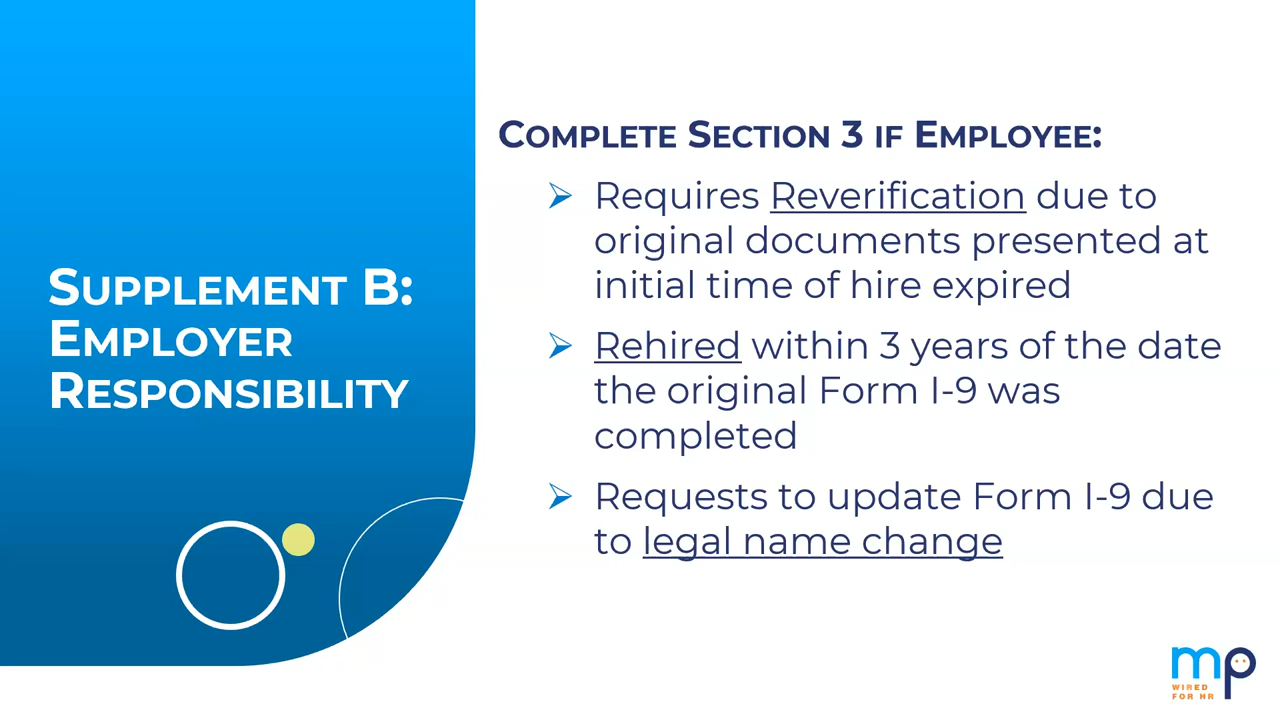 SUPPLEMENT B:
EMPLOYER
RESPONSIBILITY
COMPLETE SECTION 3 IF EMPLOYEE:
➢ Requires Reverification due to
original documents presented at
initial time of hire expired
➢ Rehired within 3 years of the date
the original Form I-9 was
completed
➢ Requests to update Form I-9 due
to legal name change
mp
WIRED
FOR HR